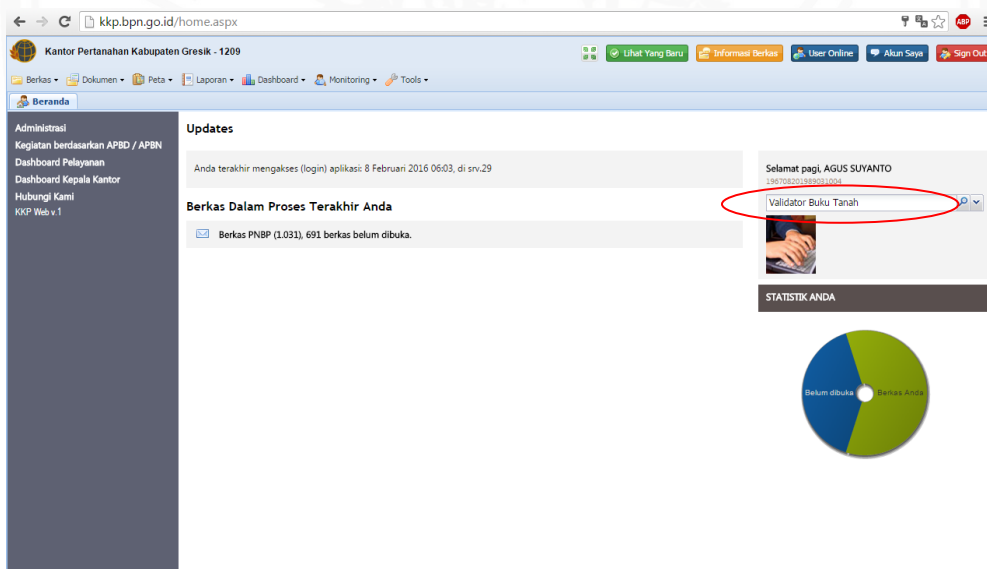 kkp.bpn.go.id/home.aspx
ABP
Kantor Pertanahan Kabupaten Gresik - 1209
Lihat Yang Baru
Informasi Berkas
User Online
Akun Saya
Sign Out
Berkas
Dokumen
Peta
Laporan
Dashboard
Monitoring
Tools
Beranda
Administrasi
Kegiatan berdasarkan APBD / APBN
Dashboard Pelayanan
Dashboard Kepala Kantor
Hubungi Kami
KKP Web v.1
Updates
Anda terakhir mengakses (login) aplikasi: 8 Februari 2016 06:03, di srv.29
Berkas Dalam Proses Terakhir Anda
Berkas PNBP (1.031), 691 berkas belum dibuka.
Selamat pagi, AGUS SUYANTO
196708201989031004
Validator Buku Tanah
STATISTIK ANDA
Belum dibuka
Berkas Anda